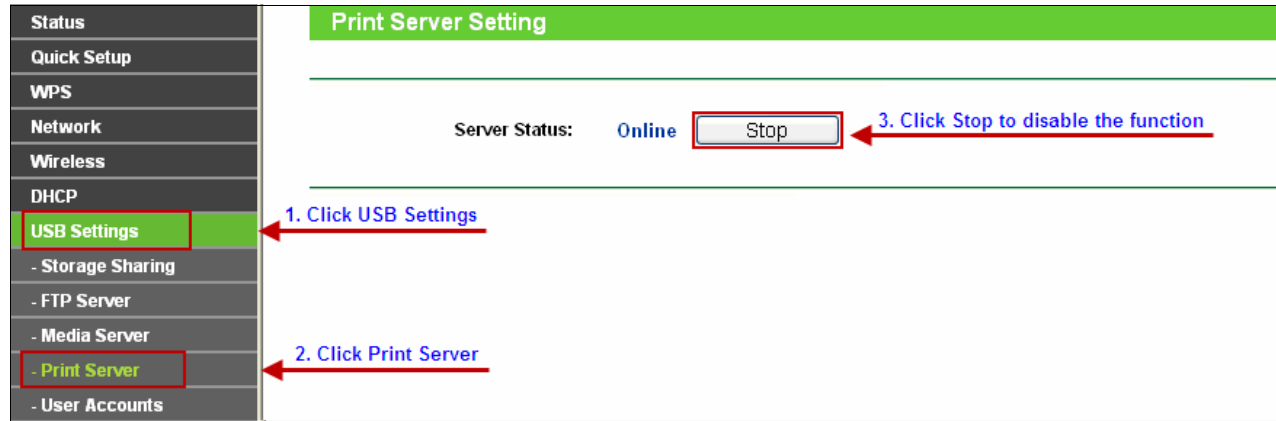 Status
Quick Setup
WPS
Network
Wireless
DHCP
USB Settings
- Storage Sharing
- FTP Server
- Media Server
- Print Server
- User Accounts
Print Server Setting
Server Status: Online Stop
3. Click Stop to disable the function
1. Click USB Settings
2. Click Print Server